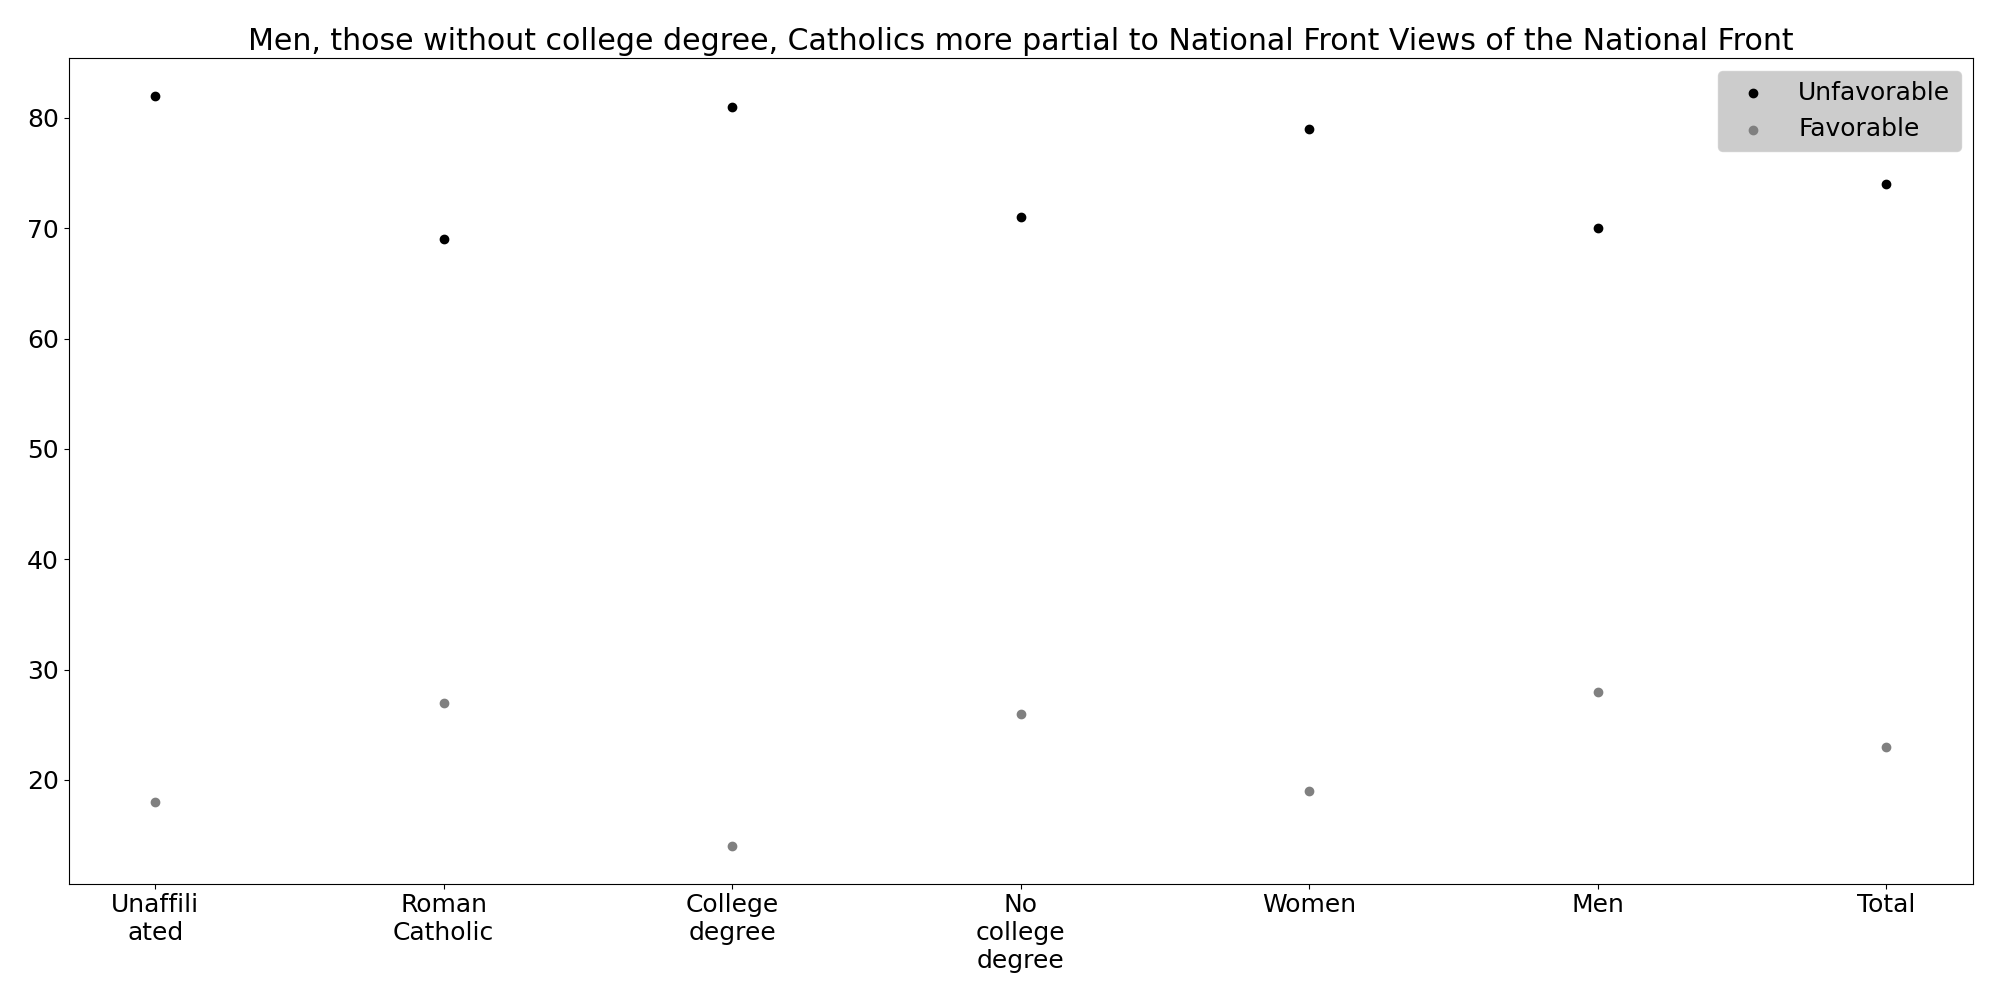 Men, those without college degree, Catholics more partial to National Front Views of the National Front
Unfavorable
Favorable
80
70
60
50
40
30
20
Unaffili
ated
Roman
Catholic
College
degree
No
college
degree
Women
Men
Total